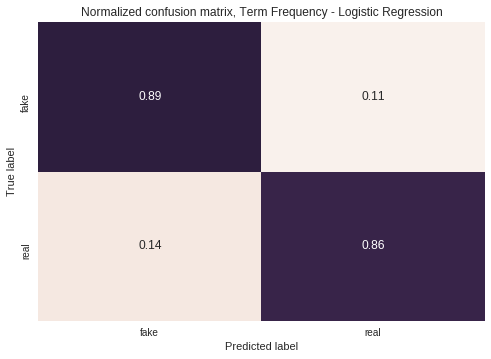 Normalized confusion matrix, Term Frequency - Logistic Regression
True label
fake
0.89
0.11
real
0.14
0.86
fake
real
Predicted label